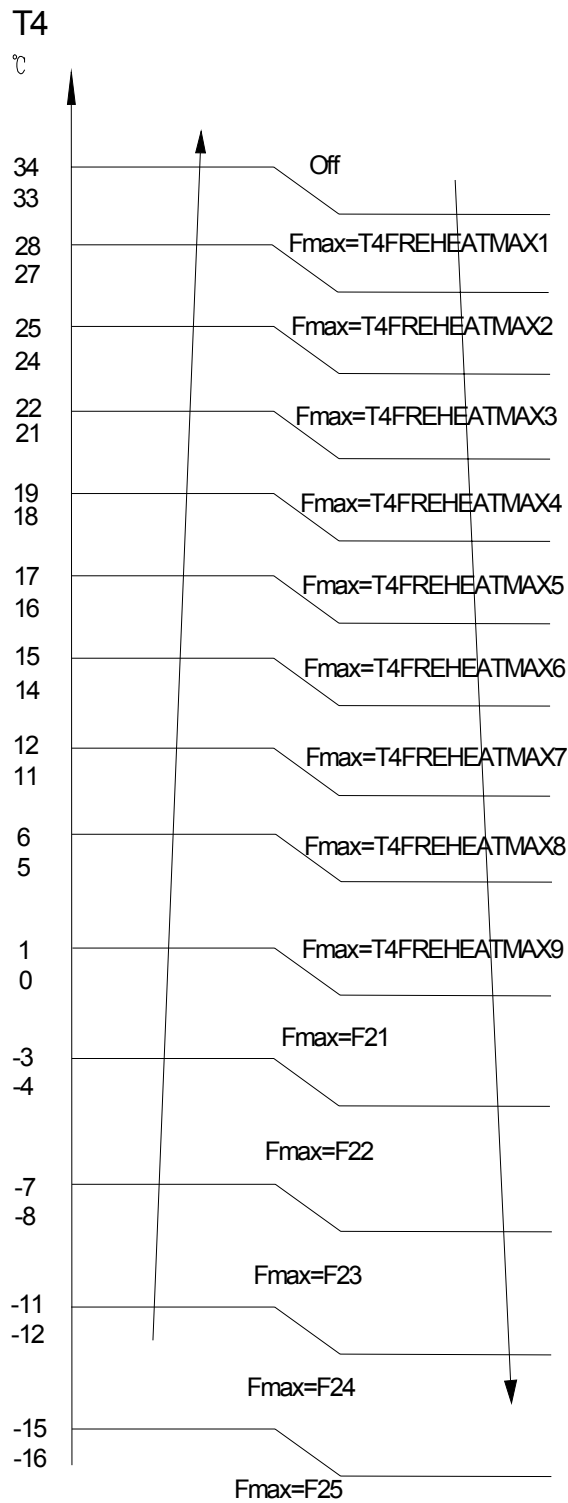 T4
℃
34
Off
33
28
Fmax=T4FREHEATMAX1
27
25
Fmax=T4FREHEATMAX2
24
22
Fmax=T4FREHEATMAX3
21
19
Fmax=T4FREHEATMAX4
18
17
Fmax=T4FREHEATMAX5
16
15
Fmax=T4FREHEATMAX6
14
12
Fmax=T4FREHEATMAX7
11
6
Fmax=T4FREHEATMAX8
5
1
Fmax=T4FREHEATMAX9
0
Fmax=F21
-3
-4
Fmax=F22
-7
-8
Fmax=F23
-11
-12
Fmax=F24
-15
-16
Fmax=F25